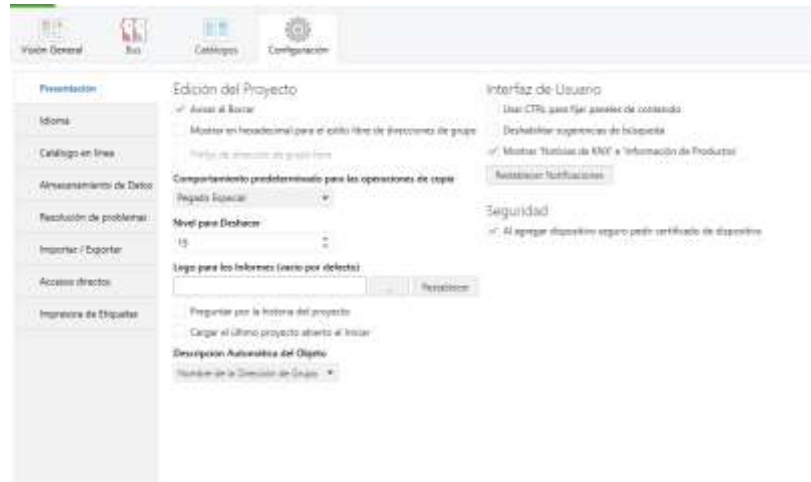 Visión General
Bus
Catálogos
Configuración
Presentación
Idioma
Catálogo en línea
Almacenamiento de Datos
Resolución de problemas
Importar / Exportar
Accesos directos
Impresora de Etiquetas
Edición del Proyecto
Avisar al Borrar
Mostrar en hexadecimal para el estilo libre de direcciones de grupo
Prefijo de dirección de grupo libre
Comportamiento predeterminado para las operaciones de copia
Pegado Especial
Nivel para Deshacer
15
Logo para los Informes (vacío por defecto)
... Restablecer
Preguntar por la historia del proyecto
Cargar el último proyecto abierto al Iniciar
Descripción Automática del Objeto
Nombre de la Dirección de Grupo
Interfaz de Usuario
Usar CTRL para fijar paneles de contenido
Deshabilitar sugerencias de búsqueda
Mostrar 'Noticias de KNX' e 'Información de Productos'
Restablecer Notificaciones
Seguridad
Al agregar dispositivo seguro pedir certificado de dispositivo